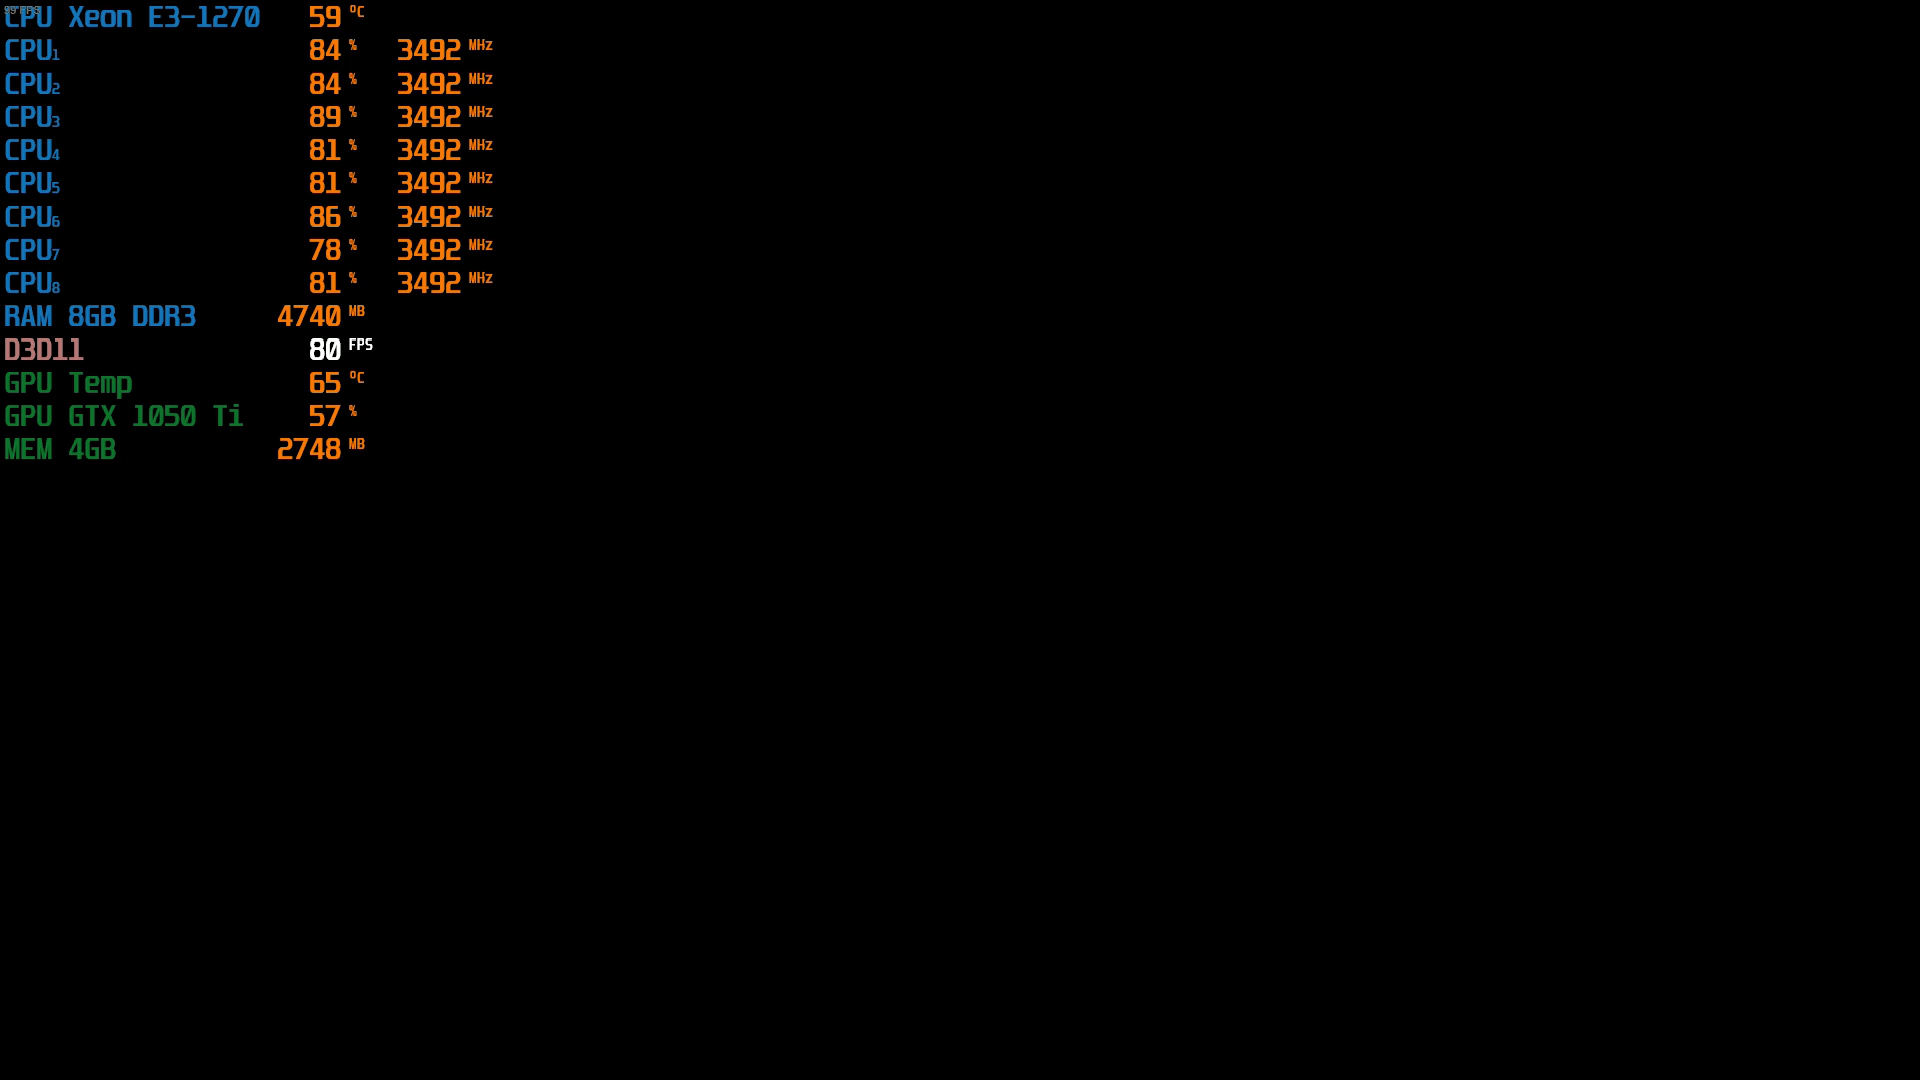 CPU Xeon E3-1270 59 °C
CPU1 84 % 3492 MHz
CPU2 84 % 3492 MHz
CPU3 89 % 3492 MHz
CPU4 81 % 3492 MHz
CPU5 81 % 3492 MHz
CPU6 86 % 3492 MHz
CPU7 78 % 3492 MHz
CPU8 81 % 3492 MHz
RAM 8GB DDR3 4740 MB
D3D11 80 FPS
GPU Temp 65 °C
GPU GTX 1050 Ti 57 %
MEM 4GB 2748 MB